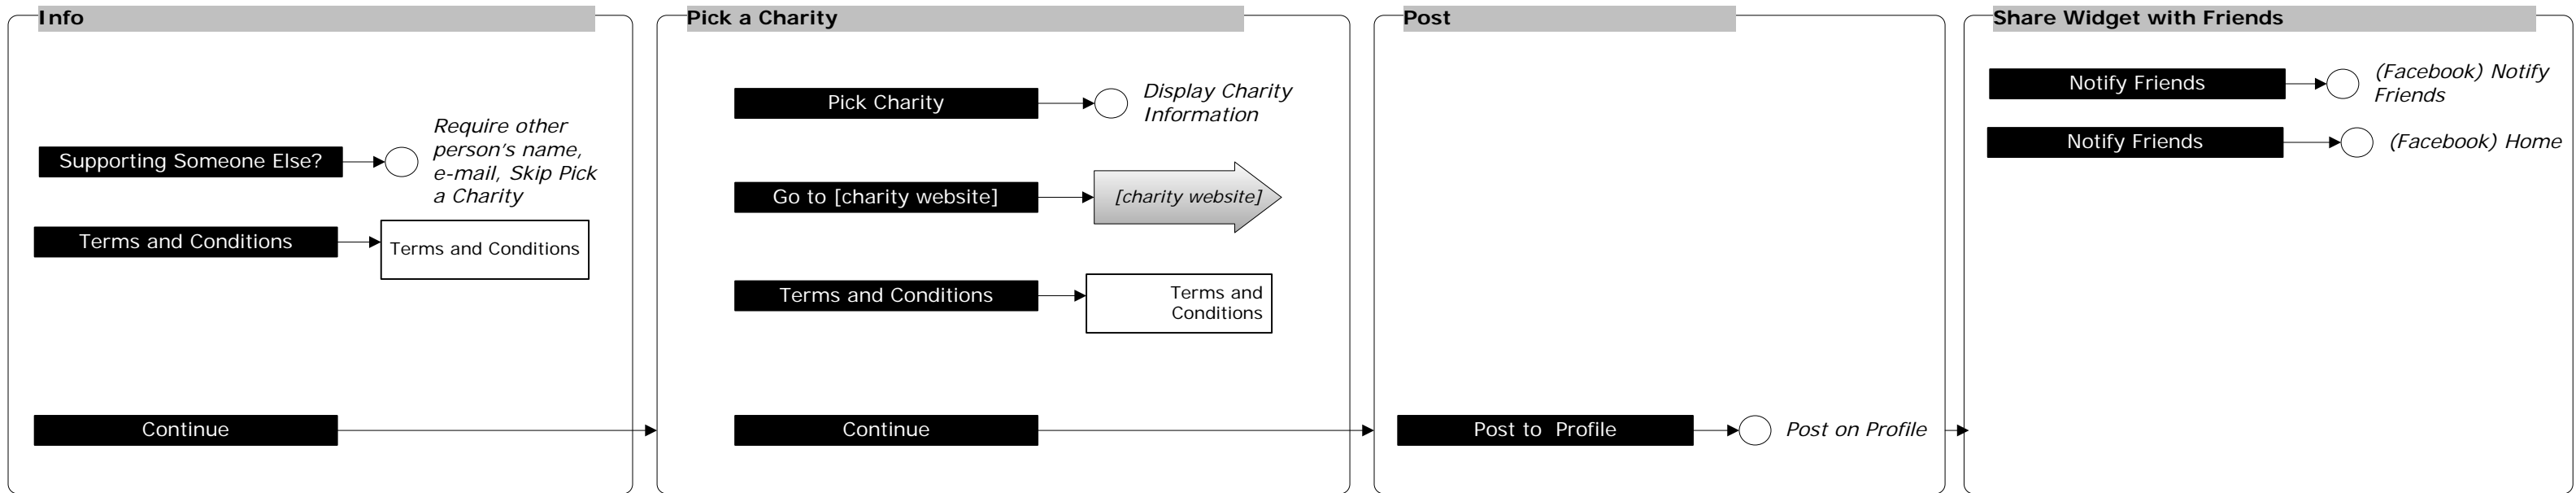 Info
Supporting Someone Else?
Require other
person's name,
e-mail, Skip Pick
a Charity
Terms and Conditions
Terms and Conditions
Continue
Pick a Charity
Pick Charity
Display Charity
Information
Go to [charity website]
[charity website]
Terms and Conditions
Terms and
Conditions
Continue
Post
Post to  Profile
Post on Profile
Share Widget with Friends
Notify Friends
(Facebook) Notify
Friends
Notify Friends
(Facebook) Home